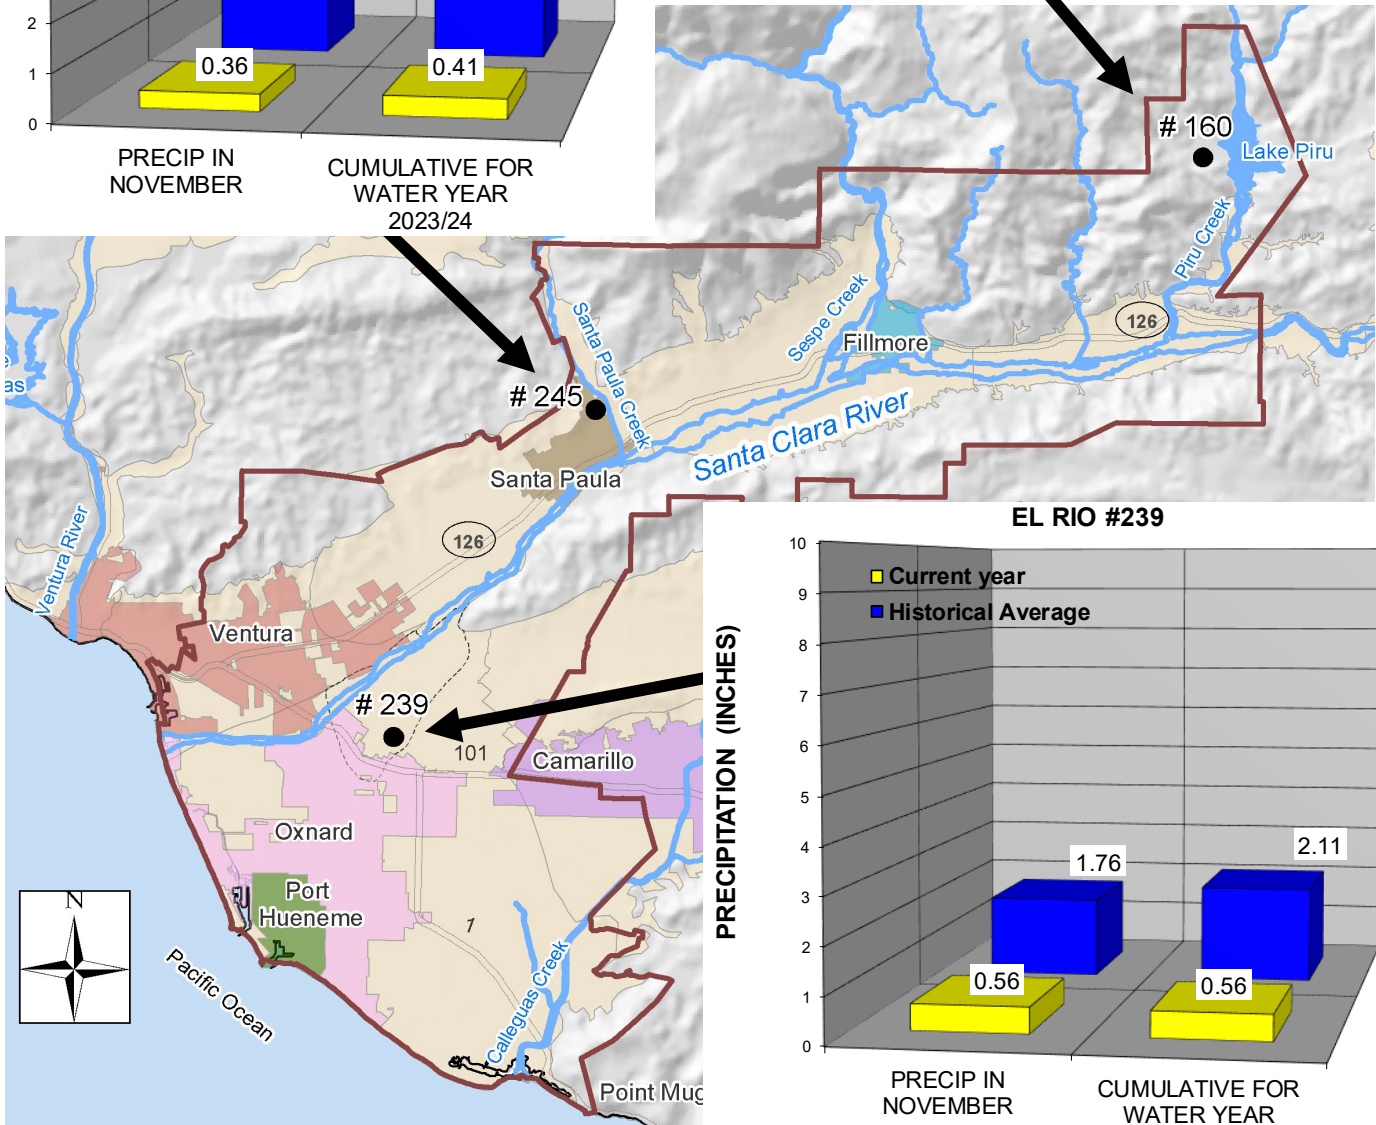 2
1
0
0.36
0.41
PRECIP IN
NOVEMBER
CUMULATIVE FOR
WATER YEAR
2023/24
# 160
Lake Piru
Piru Creek
126
Sespe Creek
Fillmore
Santa Paula Creek
# 245
Santa Clara River
Santa Paula
as
Ventura River
126
Ventura
# 239
101
Camarillo
Oxnard
Port
Hueneme
1
N
Pacific Ocean
Calleguas Creek
Point Mug
EL RIO #239
Current year
Historical Average
PRECIPITATION (INCHES)
10
9
8
7
6
5
4
3
2
1
0
1.76
2.11
0.56
0.56
PRECIP IN
NOVEMBER
CUMULATIVE FOR
WATER YEAR